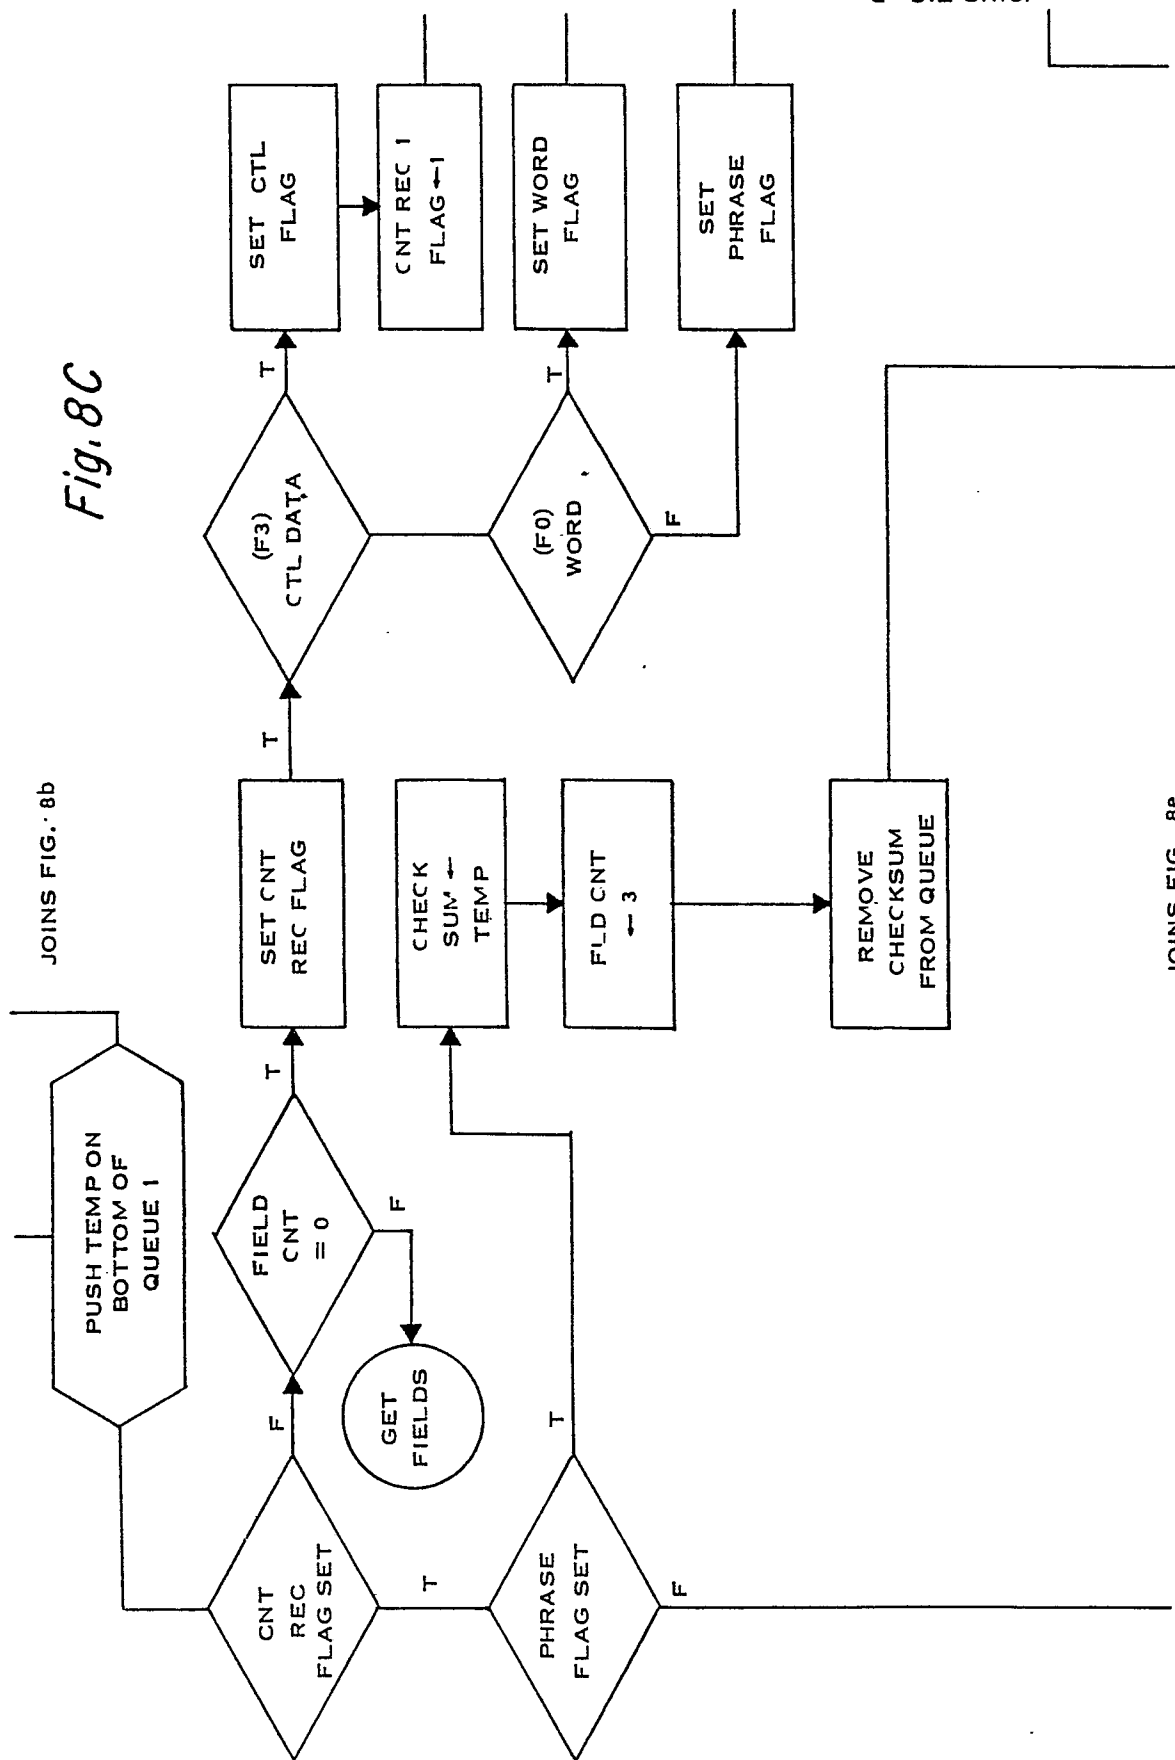 Fig. 8C
JOINS FIG. 8b
PUSH TEMP ON
BOTTOM OF
QUEUE 1
CNT
REC
FLAG SET
F
T
FIELD
CNT
= 0
T
F
GET
FIELDS
SET CNT
REC FLAG
T
(F3)
CTL DATA
T
SET CTL
FLAG
CNT REC 1
FLAG ← 1
(F0)
WORD
T
F
SET WORD
FLAG
SET
PHRASE
FLAG
PHRASE
FLAG SET
T
F
CHECK
SUM ←
TEMP
FLD CNT
← 3
REMOVE
CHECKSUM
FROM QUEUE
JOINS FIG. 8e